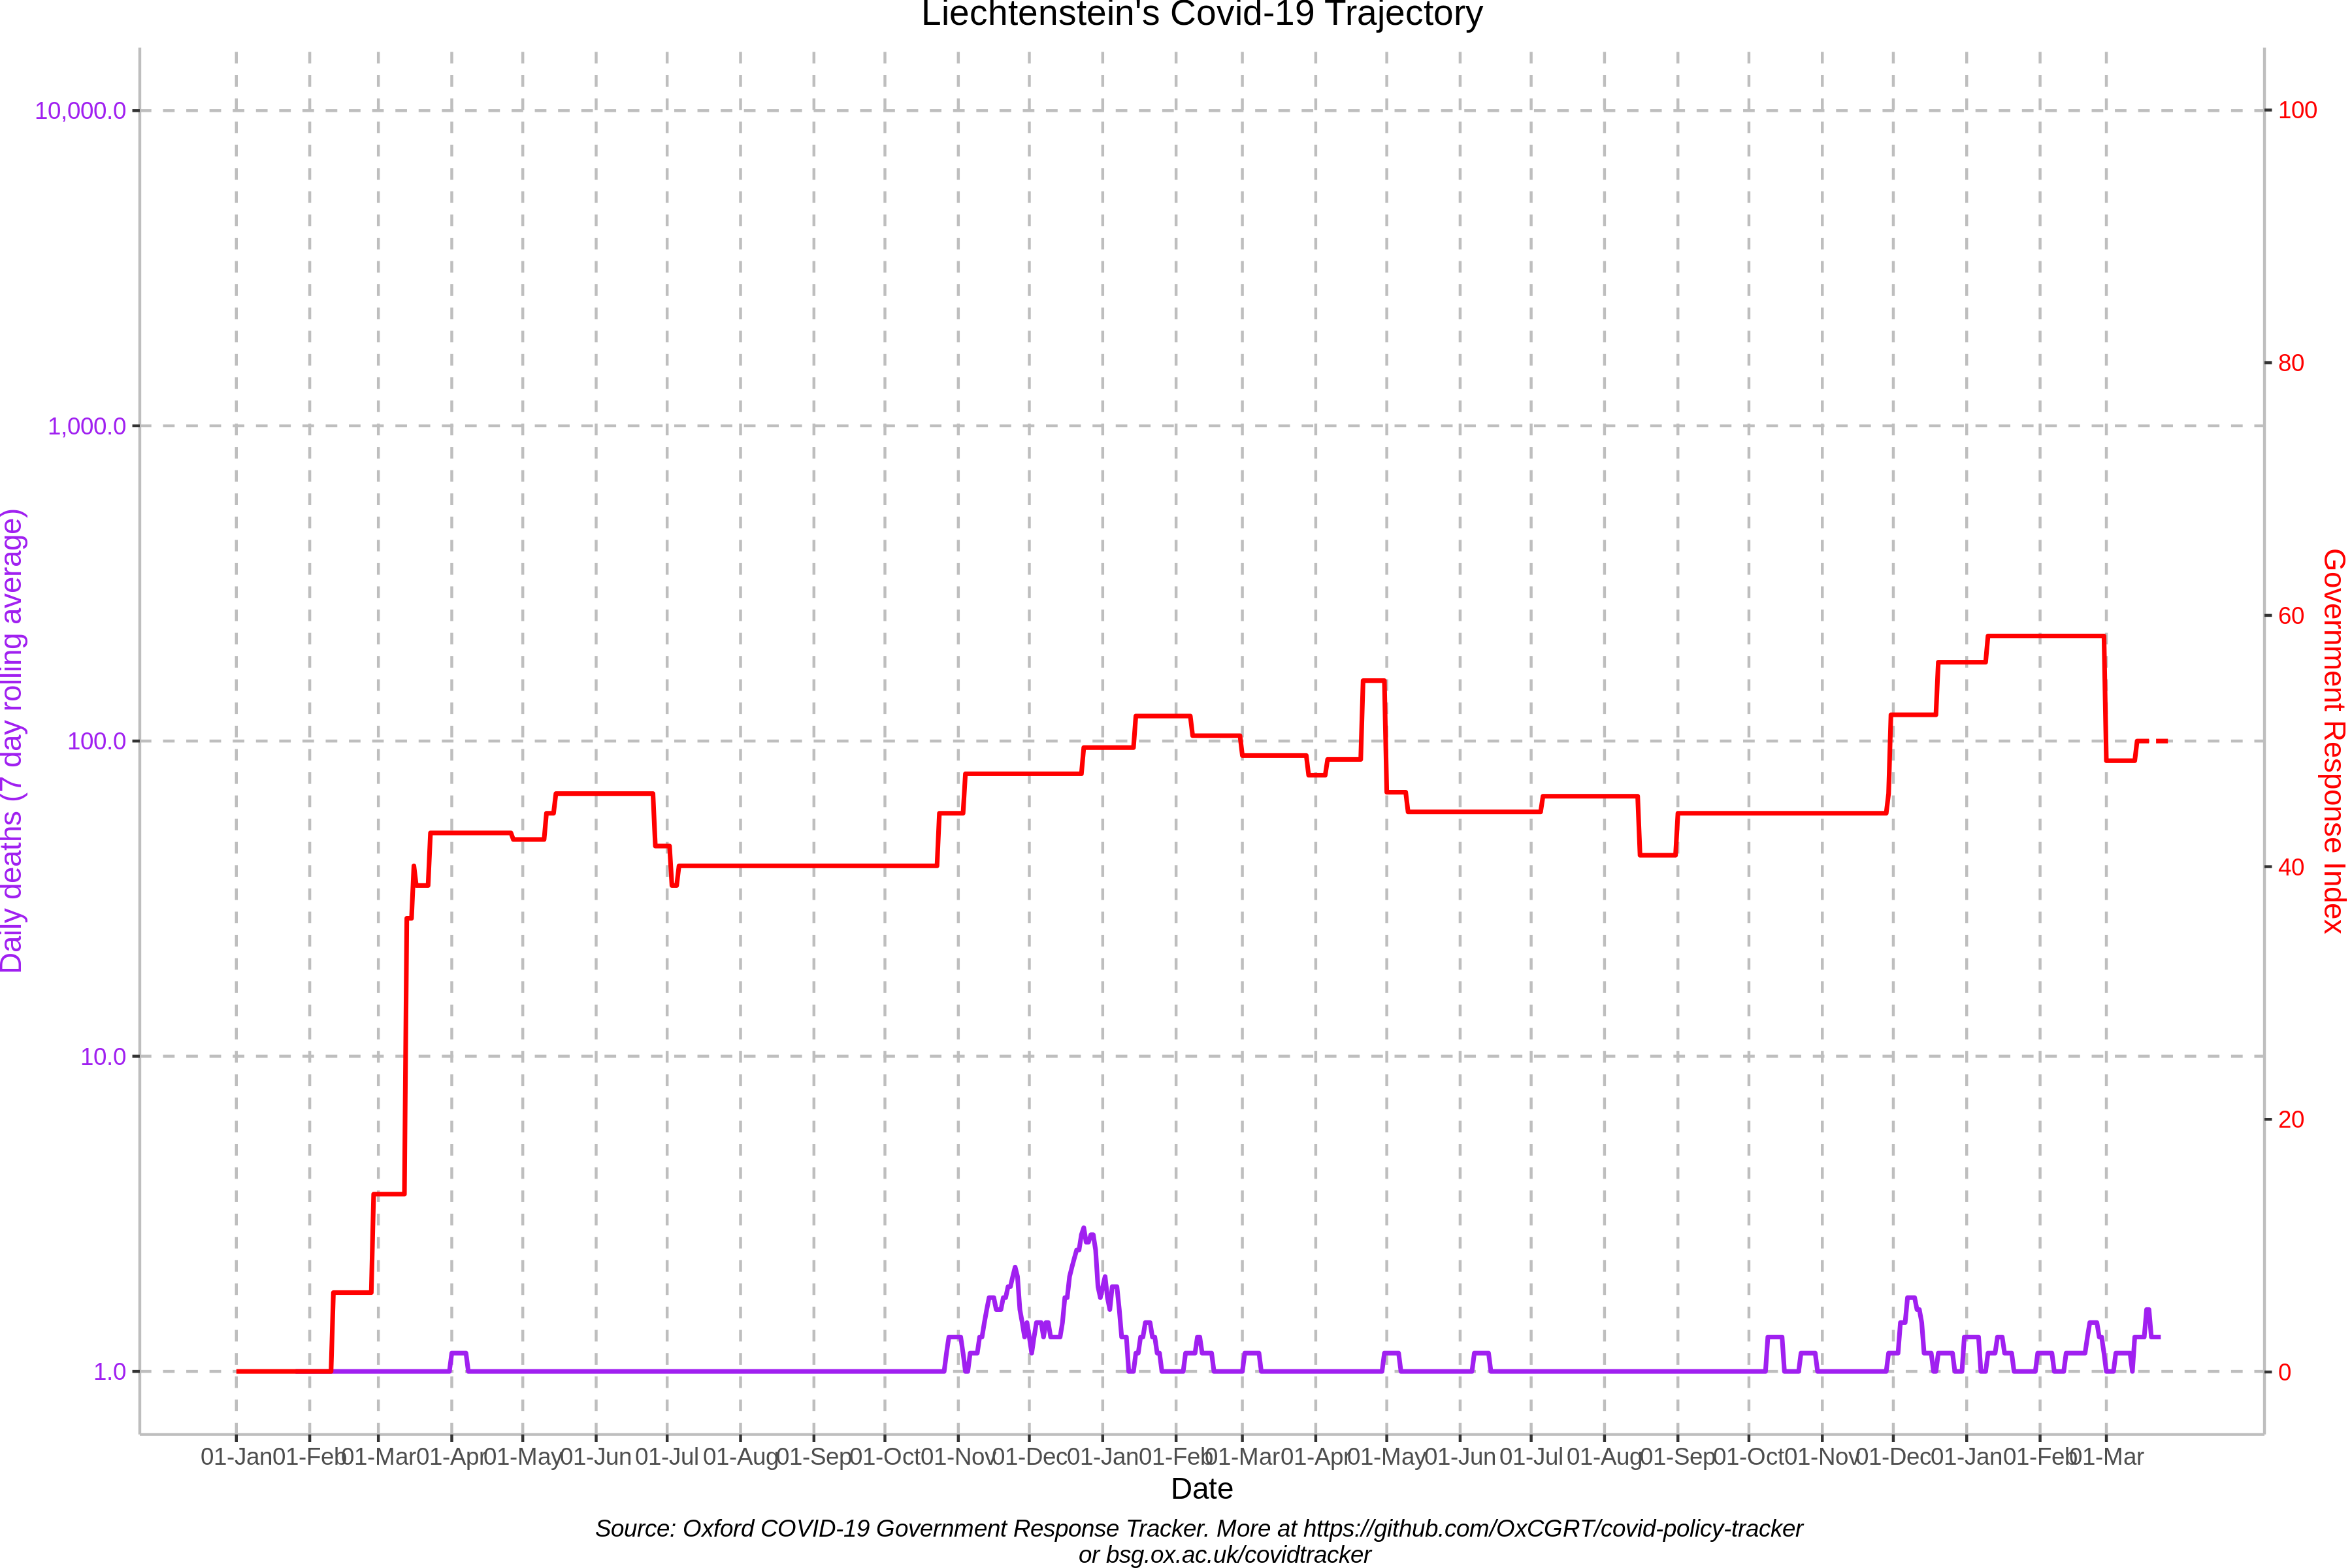 Liechtenstein's Covid-19 Trajectory
10,000.0
1,000.0
100.0
10.0
1.0
Daily deaths (7 day rolling average)
100
80
60
40
20
0
Government Response Index
01-Jan 01-Feb 01-Mar 01-Apr 01-May 01-Jun 01-Jul 01-Aug 01-Sep 01-Oct 01-Nov 01-Dec 01-Jan 01-Feb 01-Mar 01-Apr 01-May 01-Jun 01-Jul 01-Aug 01-Sep 01-Oct 01-Nov 01-Dec 01-Jan 01-Feb 01-Mar
Date
Source: Oxford COVID-19 Government Response Tracker. More at https://github.com/OxCGRT/covid-policy-tracker
or bsg.ox.ac.uk/covidtracker